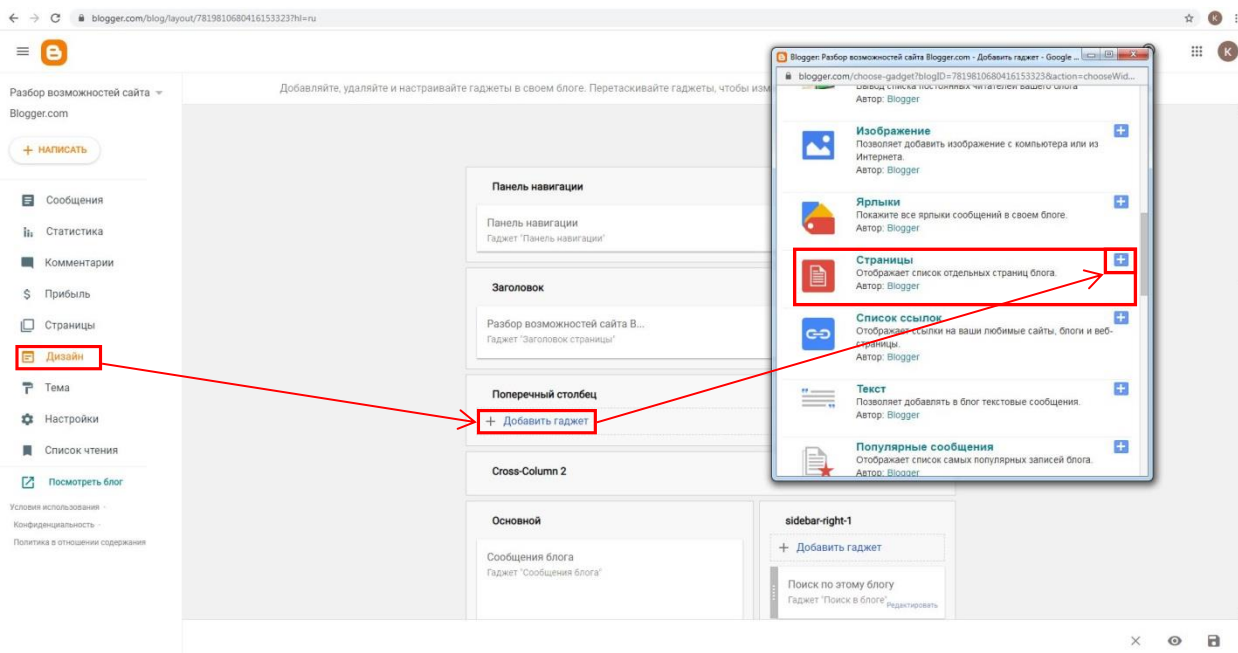 blogger.com/blog/layout/7819810680416153323?hl=ru
K
K
Разбор возможностей сайта
Blogger.com
+ НАПИСАТЬ
Сообщения
Статистика
Комментарии
Прибыль
Страницы
Дизайн
Тема
Настройки
Список чтения
Посмотреть блог
Условия использования ·
Конфиденциальность ·
Политика в отношении содержания
Добавляйте, удаляйте и настраивайте гаджеты в своем блоге. Перетаскивайте гаджеты, чтобы
Панель навигации
Панель навигации
Гаджет "Панель навигации"
Заголовок
Разбор возможностей сайта B...
Гаджет "Заголовок страницы"
Поперечный столбец
+ Добавить гаджет
Cross-Column 2
Основной
Сообщения блога
Гаджет "Сообщения блога"
sidebar-right-1
+ Добавить гаджет
Поиск по этому блогу
Гаджет "Поиск в блоге"
Редактировать
Blogger: Разбор возможностей сайта Blogger.com - Добавить гаджет - Google ...
blogger.com/choose-gadget?blogID=7819810680416153323&action=chooseWid...
Вывод списка постоянных читателей вашего блога
Автор: Blogger
Изображение
Позволяет добавить изображение с компьютера или из
Интернета.
Автор: Blogger
Ярлыки
Покажите все ярлыки сообщений в своем блоге.
Автор: Blogger
Страницы
Отображает список отдельных страниц блога.
Автор: Blogger
Список ссылок
Отображает ссылки на ваши любимые сайты, блоги и веб-
страницы.
Автор: Blogger
Текст
Позволяет добавлять в блог текстовые сообщения.
Автор: Blogger
Популярные сообщения
Отображает список самых популярных записей блога.
Автор: Blogger